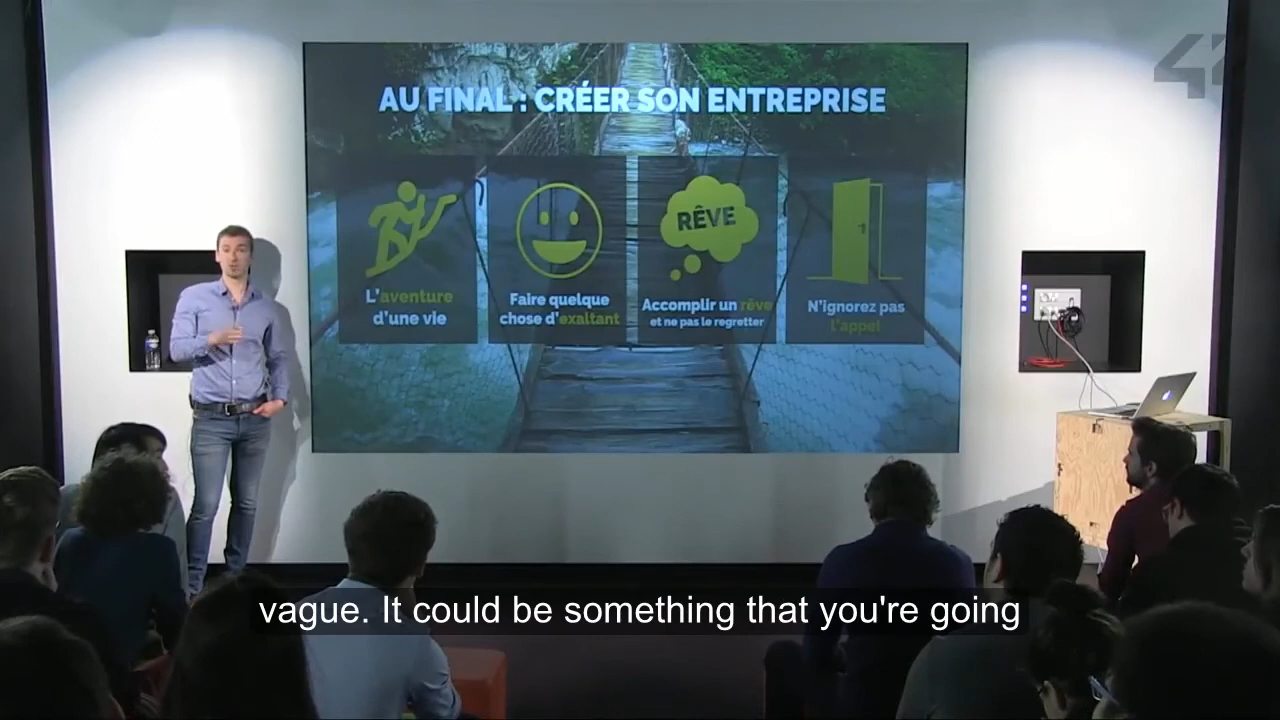 42
AU FINAL : CRÉER SON ENTREPRISE
RÊVE
L'aventure
d'une vie
Faire quelque
chose d'exaltant
Accomplir un rêve
et ne pas le regretter
N'ignorez pas
l'appel
vague. It could be something that you're going